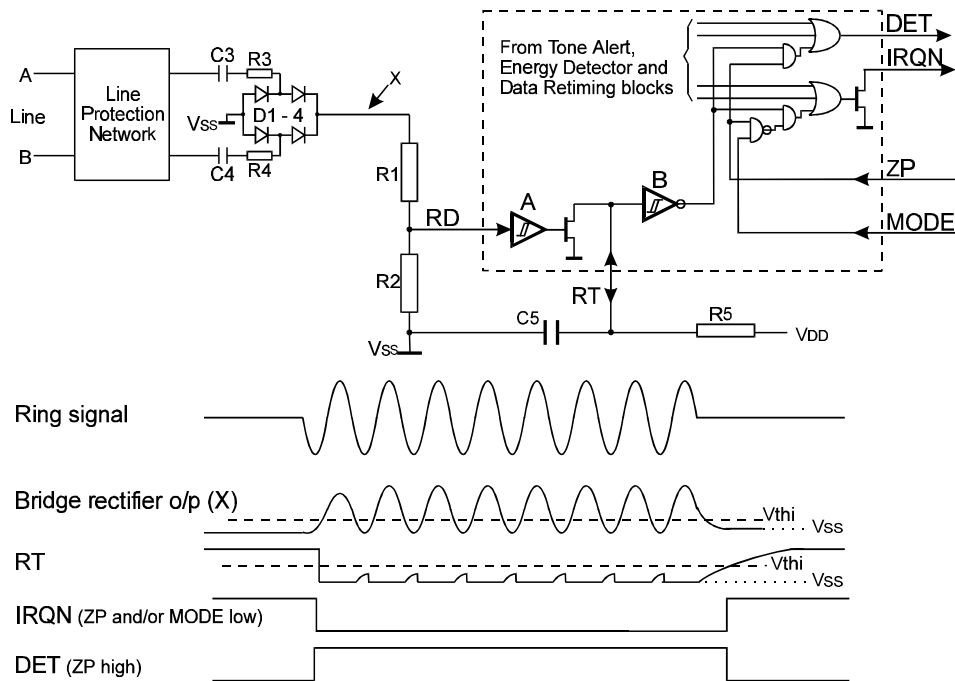 DET
IRQN
From Tone Alert,
Energy Detector and
Data Retiming blocks
C3
R3
X
A
Line
B
Line
Protection
Network
VSS
D1 - 4
C4
R4
R1
RD
A
B
ZP
MODE
R2
RT
C5
R5
VDD
VSS
Ring signal
Bridge rectifier o/p (X)
Vthi
VSS
RT
Vthi
VSS
IRQN (ZP and/or MODE low)
DET (ZP high)